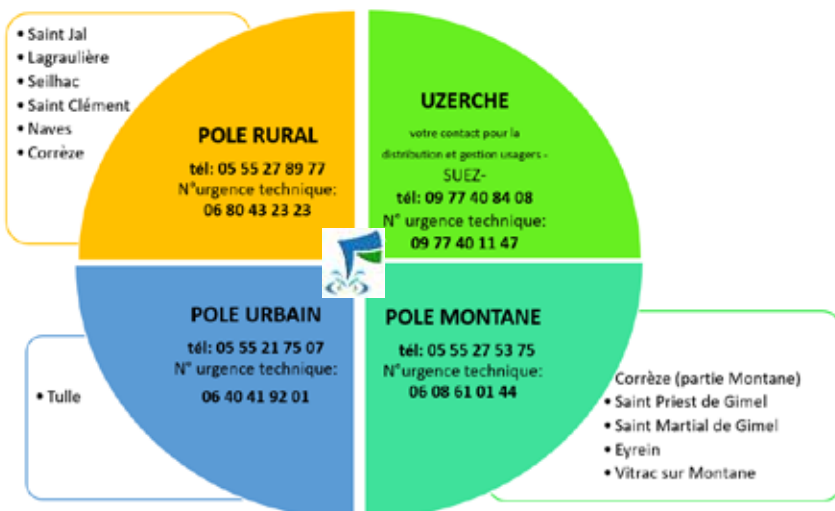 • Saint Jal
• Lagraulière
• Seilhac
• Saint Clément
• Naves
• Corrèze
POLE RURAL
tél: 05 55 27 89 77
N°urgence technique:
06 80 43 23 23
UZERCHE
votre contact pour la
distribution et gestion usagers -
SUEZ-
tél: 09 77 40 84 08
N° urgence technique:
09 77 40 11 47
POLE URBAIN
tél: 05 55 21 75 07
N° urgence technique:
06 40 41 92 01
• Tulle
POLE MONTANE
tél: 05 55 27 53 75
N°urgence technique:
06 08 61 01 44
Corrèze (partie Montane)
• Saint Priest de Gimel
• Saint Martial de Gimel
• Eyrein
• Vitrac sur Montane